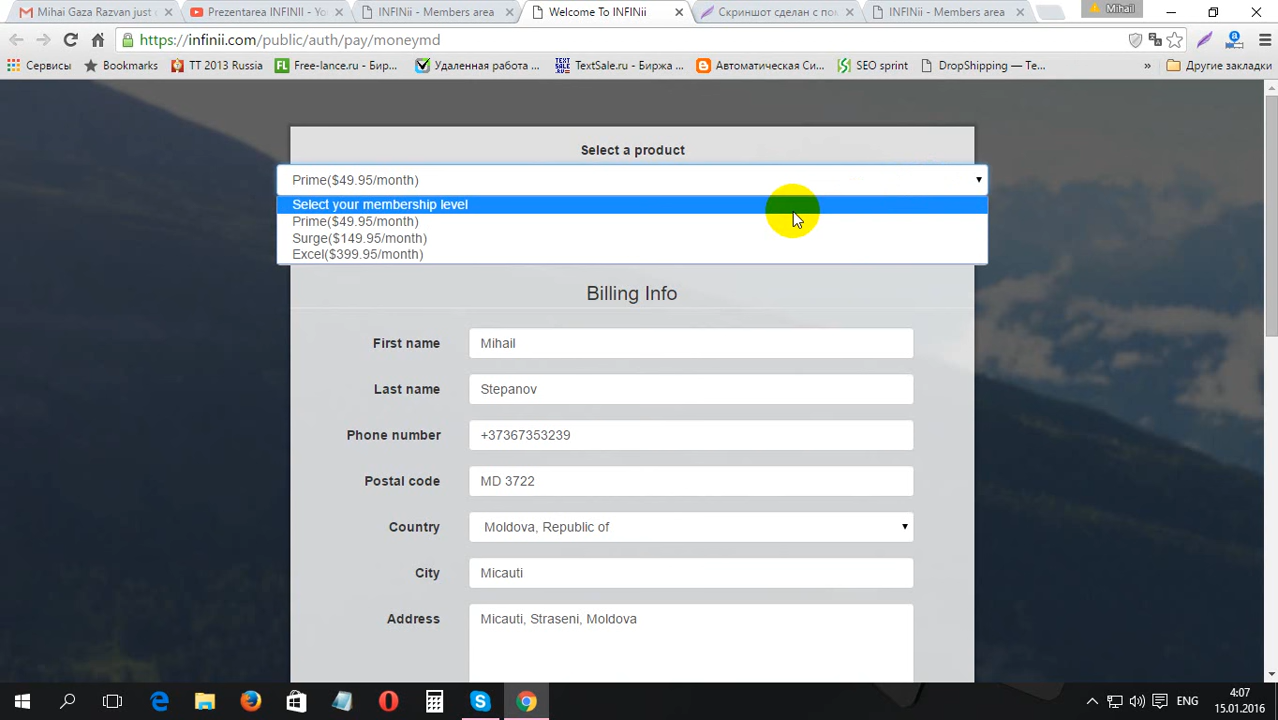 Mihai Gaza Razvan just
Prezentarea INFINII - Yo
INFINii - Members area
Welcome To INFINii
Скриншот сделан с по
INFINii - Members area
Mihail
https://infinii.com/public/auth/pay/moneymd
Сервисы
Bookmarks
TT 2013 Russia
FL Free-lance.ru - Бир...
Удаленная работа ...
TextSale.ru - Биржа ...
Автоматическая Си...
SEO sprint
DropShipping — Те...
»
Другие закладки
Select a product
Prime($49.95/month)
Select your membership level
Prime($49.95/month)
Surge($149.95/month)
Excel($399.95/month)
Billing Info
First name Mihail
Last name Stepanov
Phone number +37367353239
Postal code MD 3722
Country Moldova, Republic of
City Micauti
Address Micauti, Straseni, Moldova
ENG
4:07
15.01.2016